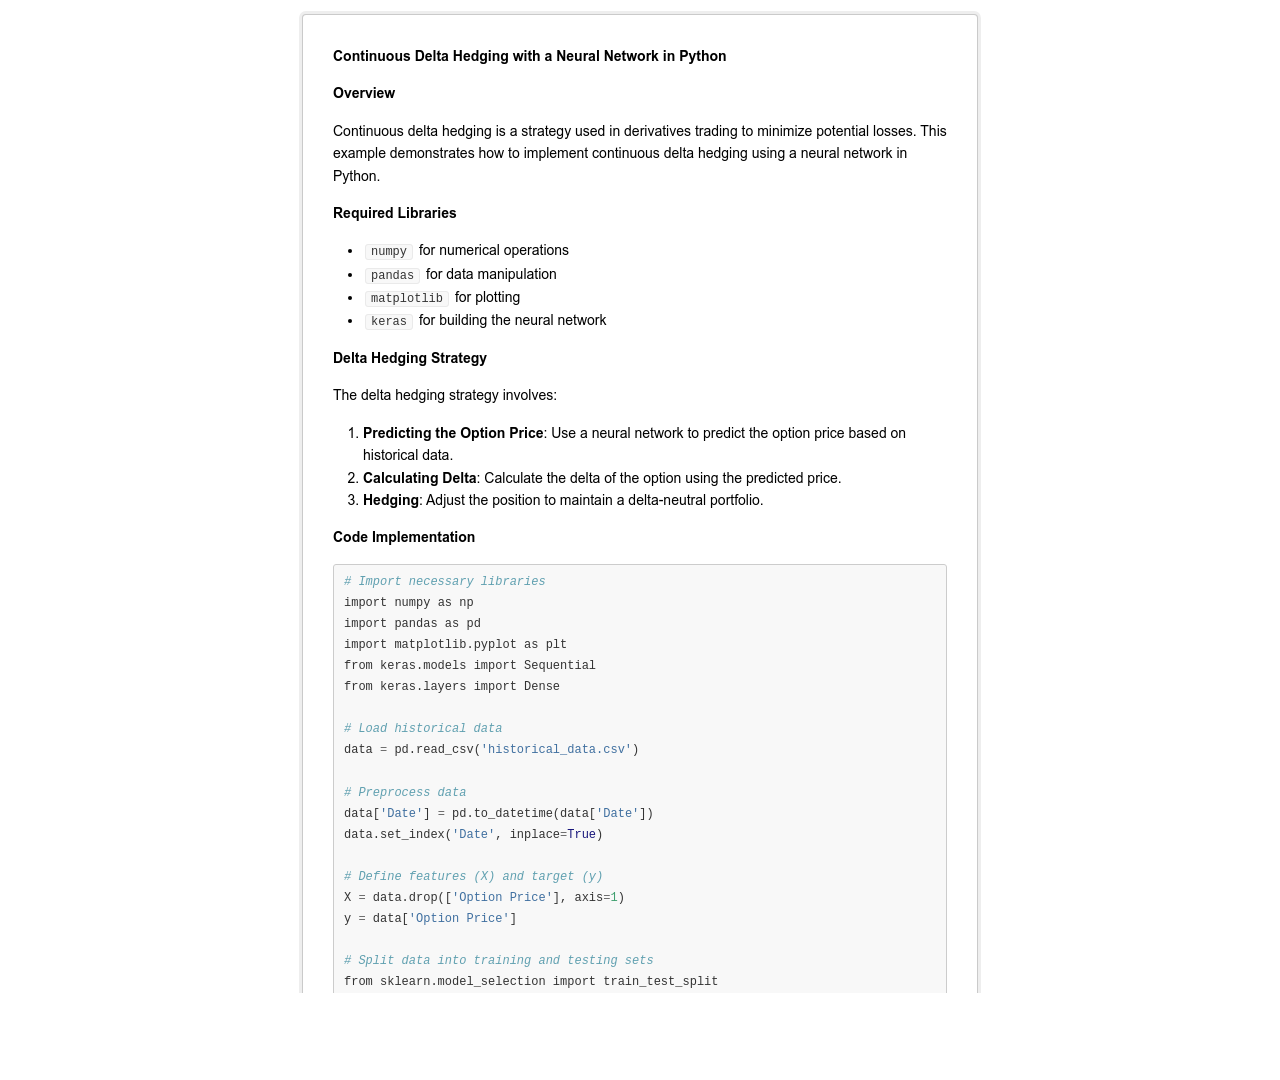 Continuous Delta Hedging with a Neural Network in Python
Overview
Continuous delta hedging is a strategy used in derivatives trading to minimize potential losses. This
example demonstrates how to implement continuous delta hedging using a neural network in
Python.
Required Libraries
• numpy for numerical operations
• pandas for data manipulation
• matplotlib for plotting
• keras for building the neural network
Delta Hedging Strategy
The delta hedging strategy involves:
1. Predicting the Option Price: Use a neural network to predict the option price based on
historical data.
2. Calculating Delta: Calculate the delta of the option using the predicted price.
3. Hedging: Adjust the position to maintain a delta-neutral portfolio.
Code Implementation
# Import necessary libraries
import numpy as np
import pandas as pd
import matplotlib.pyplot as plt
from keras.models import Sequential
from keras.layers import Dense
# Load historical data
data = pd.read_csv('historical_data.csv')
# Preprocess data
data['Date'] = pd.to_datetime(data['Date'])
data.set_index('Date', inplace=True)
# Define features (X) and target (y)
X = data.drop(['Option Price'], axis=1)
y = data['Option Price']
# Split data into training and testing sets
from sklearn.model_selection import train_test_split